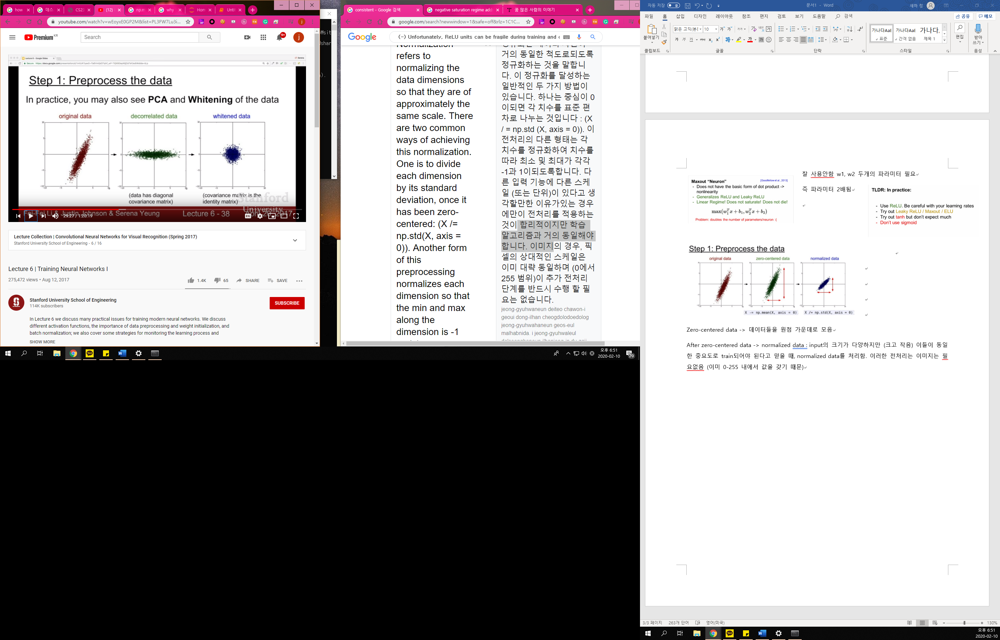 how
데스
CS23
(12)
np.m
why
Hom
Unti
youtube.com/watch?v=wEoyxE0GP2M&list=PL3FW7Lu3i...
Premium KR
Search
9+
j
Lecture 6 - Google Slides
Serena
Secure
Step 1: Preprocess the data
In practice, you may also see PCA and Whitening of the data
original data
decorrelated data
whitened data
(data has diagonal
covariance matrix)
(covariance matrix is the
identity matrix)
Stanford
University
Fei-Fei Li & Justin Johnson & Serena Yeung
Lecture 6 - 38
29:27 / 1:20:19
Lecture Collection | Convolutional Neural Networks for Visual Recognition (Spring 2017)
Stanford University School of Engineering - 6 / 16
Lecture 6 | Training Neural Networks I
275,472 views • Aug 12, 2017
1.4K
65
SHARE
SAVE
Stanford University School of Engineering
114K subscribers
SUBSCRIBE
In Lecture 6 we discuss many practical issues for training modern neural networks. We discuss
different activation functions, the importance of data preprocessing and weight initialization, and
batch normalization; we also cover some strategies for monitoring the learning process and
SHOW MORE
오후 6:51
2020-02-10
20
consistent - Google 검색
negative saturation regime add
꿈 많은 사람의 이야기
google.com/search?newwindow=1&safe=off&rlz=1C1C...
Google
(-) Unfortunately, ReLU units can be fragile during training and c
Normalization
refers to
normalizing the
data dimensions
so that they are of
approximately the
same scale. There
are two common
ways of achieving
this normalization.
One is to divide
each dimension
by its standard
deviation, once it
has been zero-
centered: (X /=
np.std(X, axis =
0)). Another form
of this
preprocessing
normalizes each
dimension so that
the min and max
along the
dimension is -1
거의 동일한 척도로되도록
정규화하는 것을 말합니
다. 이 정규화를 달성하는
일반적인 두 가지 방법이
있습니다. 하나는 중심이 0
이되면 각 치수를 표준 편
차로 나누는 것입니다 : (X
/ = np.std (X, axis = 0)). 이
전처리의 다른 형태는 각
치수를 정규화하여 치수를
따라 최소 및 최대가 각각
-1과 1이되도록합니다. 다
른 입력 기능에 다른 스케
일 (또는 단위)이 있다고 생
각할만한 이유가있는 경우
에만이 전처리를 적용하는
것이 합리적이지만 학습
알고리즘과 거의 동일해야
합니다. 이미지의 경우, 픽
셀의 상대적인 스케일은
이미 대략 동일하며 (0에서
255 범위)이 추가 전처리
단계를 반드시 수행 할 필
요는 없습니다.
jeong-gyuhwaneun deiteo chawon-i
geoui dong-ilhan cheogdolodoedolog
jeong-gyuhwahaneun geos-eul
malhabnida. i jeong-gyuhwaleul
자동 저장
끔
문서1 - Word
새하 정
파일
홈
삽입
디자인
레이아웃
참조
편지
검토
보기
도움말
검색
공유
메모
붙여넣기
맑은 고딕(본
10
가나다AaB
표준
가나다AaB
간격 없음
가나다.
제목 1
편집
받아
쓰기
클립보드
글꼴
단락
스타일
음성
Maxout “Neuron”
[Goodfellow et al., 2013]
- Does not have the basic form of dot product ->
nonlinearity
- Generalizes ReLU and Leaky ReLU
- Linear Regime! Does not saturate! Does not die!
max(w₁ᵀx + b₁, w₂ᵀx + b₂)
Problem: doubles the number of parameters/neuron :(
잘 사용안함 w1, w2 두개의 파라미터 필요
즉 파라미터 2배됨
TLDR: In practice:
- Use ReLU. Be careful with your learning rates
- Try out Leaky ReLU / Maxout / ELU
- Try out tanh but don’t expect much
- Don’t use sigmoid
Step 1: Preprocess the data
original data
zero-centered data
normalized data
X -= np.mean(X, axis = 0)
X /= np.std(X, axis = 0)
Zero-centered data -> 데이터들을 원점 가운데로 모음
After zero-centered data -> normalized data : input의 크기가 다양하지만 (크고 작음) 이들이 동일
한 중요도로 train되어야 된다고 믿을 때, normalized data를 처리함. 이러한 전처리는 이미지는 필
요없음 (이미 0-255 내에서 값을 갖기 때문)
3/3 페이지
263개 단어
영어(미국)
130%
오후 6:51
2020-02-10